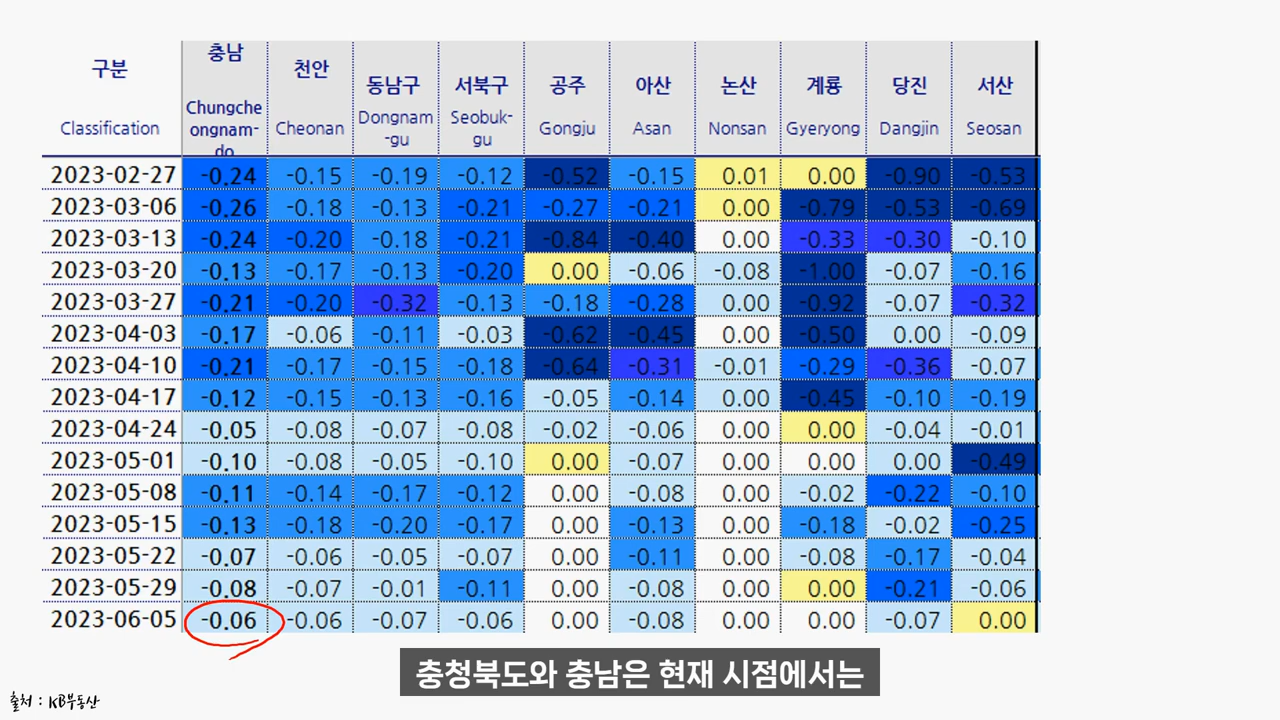 구분 충남 천안 동남구 서북구 공주 아산 논산 계룡 당진 서산
Classification Chungcheongnam-do Cheonan Dongnam-gu Seobuk-gu Gongju Asan Nonsan Gyeryong Dangjin Seosan
2023-02-27 -0.24 -0.15 -0.19 -0.12 -0.52 -0.15 0.01 0.00 -0.90 -0.53
2023-03-06 -0.26 -0.18 -0.13 -0.21 -0.27 -0.21 0.00 -0.79 -0.53 -0.69
2023-03-13 -0.24 -0.20 -0.18 -0.21 -0.84 -0.40 0.00 -0.33 -0.30 -0.10
2023-03-20 -0.13 -0.17 -0.13 -0.20 0.00 -0.06 -0.08 -1.00 -0.07 -0.16
2023-03-27 -0.21 -0.20 -0.32 -0.13 -0.18 -0.28 0.00 -0.92 -0.07 -0.32
2023-04-03 -0.17 -0.06 -0.11 -0.03 -0.62 -0.45 0.00 -0.50 0.00 -0.09
2023-04-10 -0.21 -0.17 -0.15 -0.18 -0.64 -0.31 -0.01 -0.29 -0.36 -0.07
2023-04-17 -0.12 -0.15 -0.13 -0.16 -0.05 -0.14 0.00 -0.45 -0.10 -0.19
2023-04-24 -0.05 -0.08 -0.07 -0.08 -0.02 -0.06 0.00 0.00 -0.04 -0.01
2023-05-01 -0.10 -0.08 -0.05 -0.10 0.00 -0.07 0.00 0.00 0.00 -0.49
2023-05-08 -0.11 -0.14 -0.17 -0.12 0.00 -0.08 0.00 -0.02 -0.22 -0.10
2023-05-15 -0.13 -0.18 -0.20 -0.17 0.00 -0.13 0.00 -0.18 -0.02 -0.25
2023-05-22 -0.07 -0.06 -0.05 -0.07 0.00 -0.11 0.00 -0.08 -0.17 -0.04
2023-05-29 -0.08 -0.07 -0.01 -0.11 0.00 -0.08 0.00 0.00 -0.21 -0.06
2023-06-05 -0.06 -0.06 -0.07 -0.06 0.00 -0.08 0.00 0.00 -0.07 0.00
충청북도와 충남은 현재 시점에서는
출처 : KB부동산